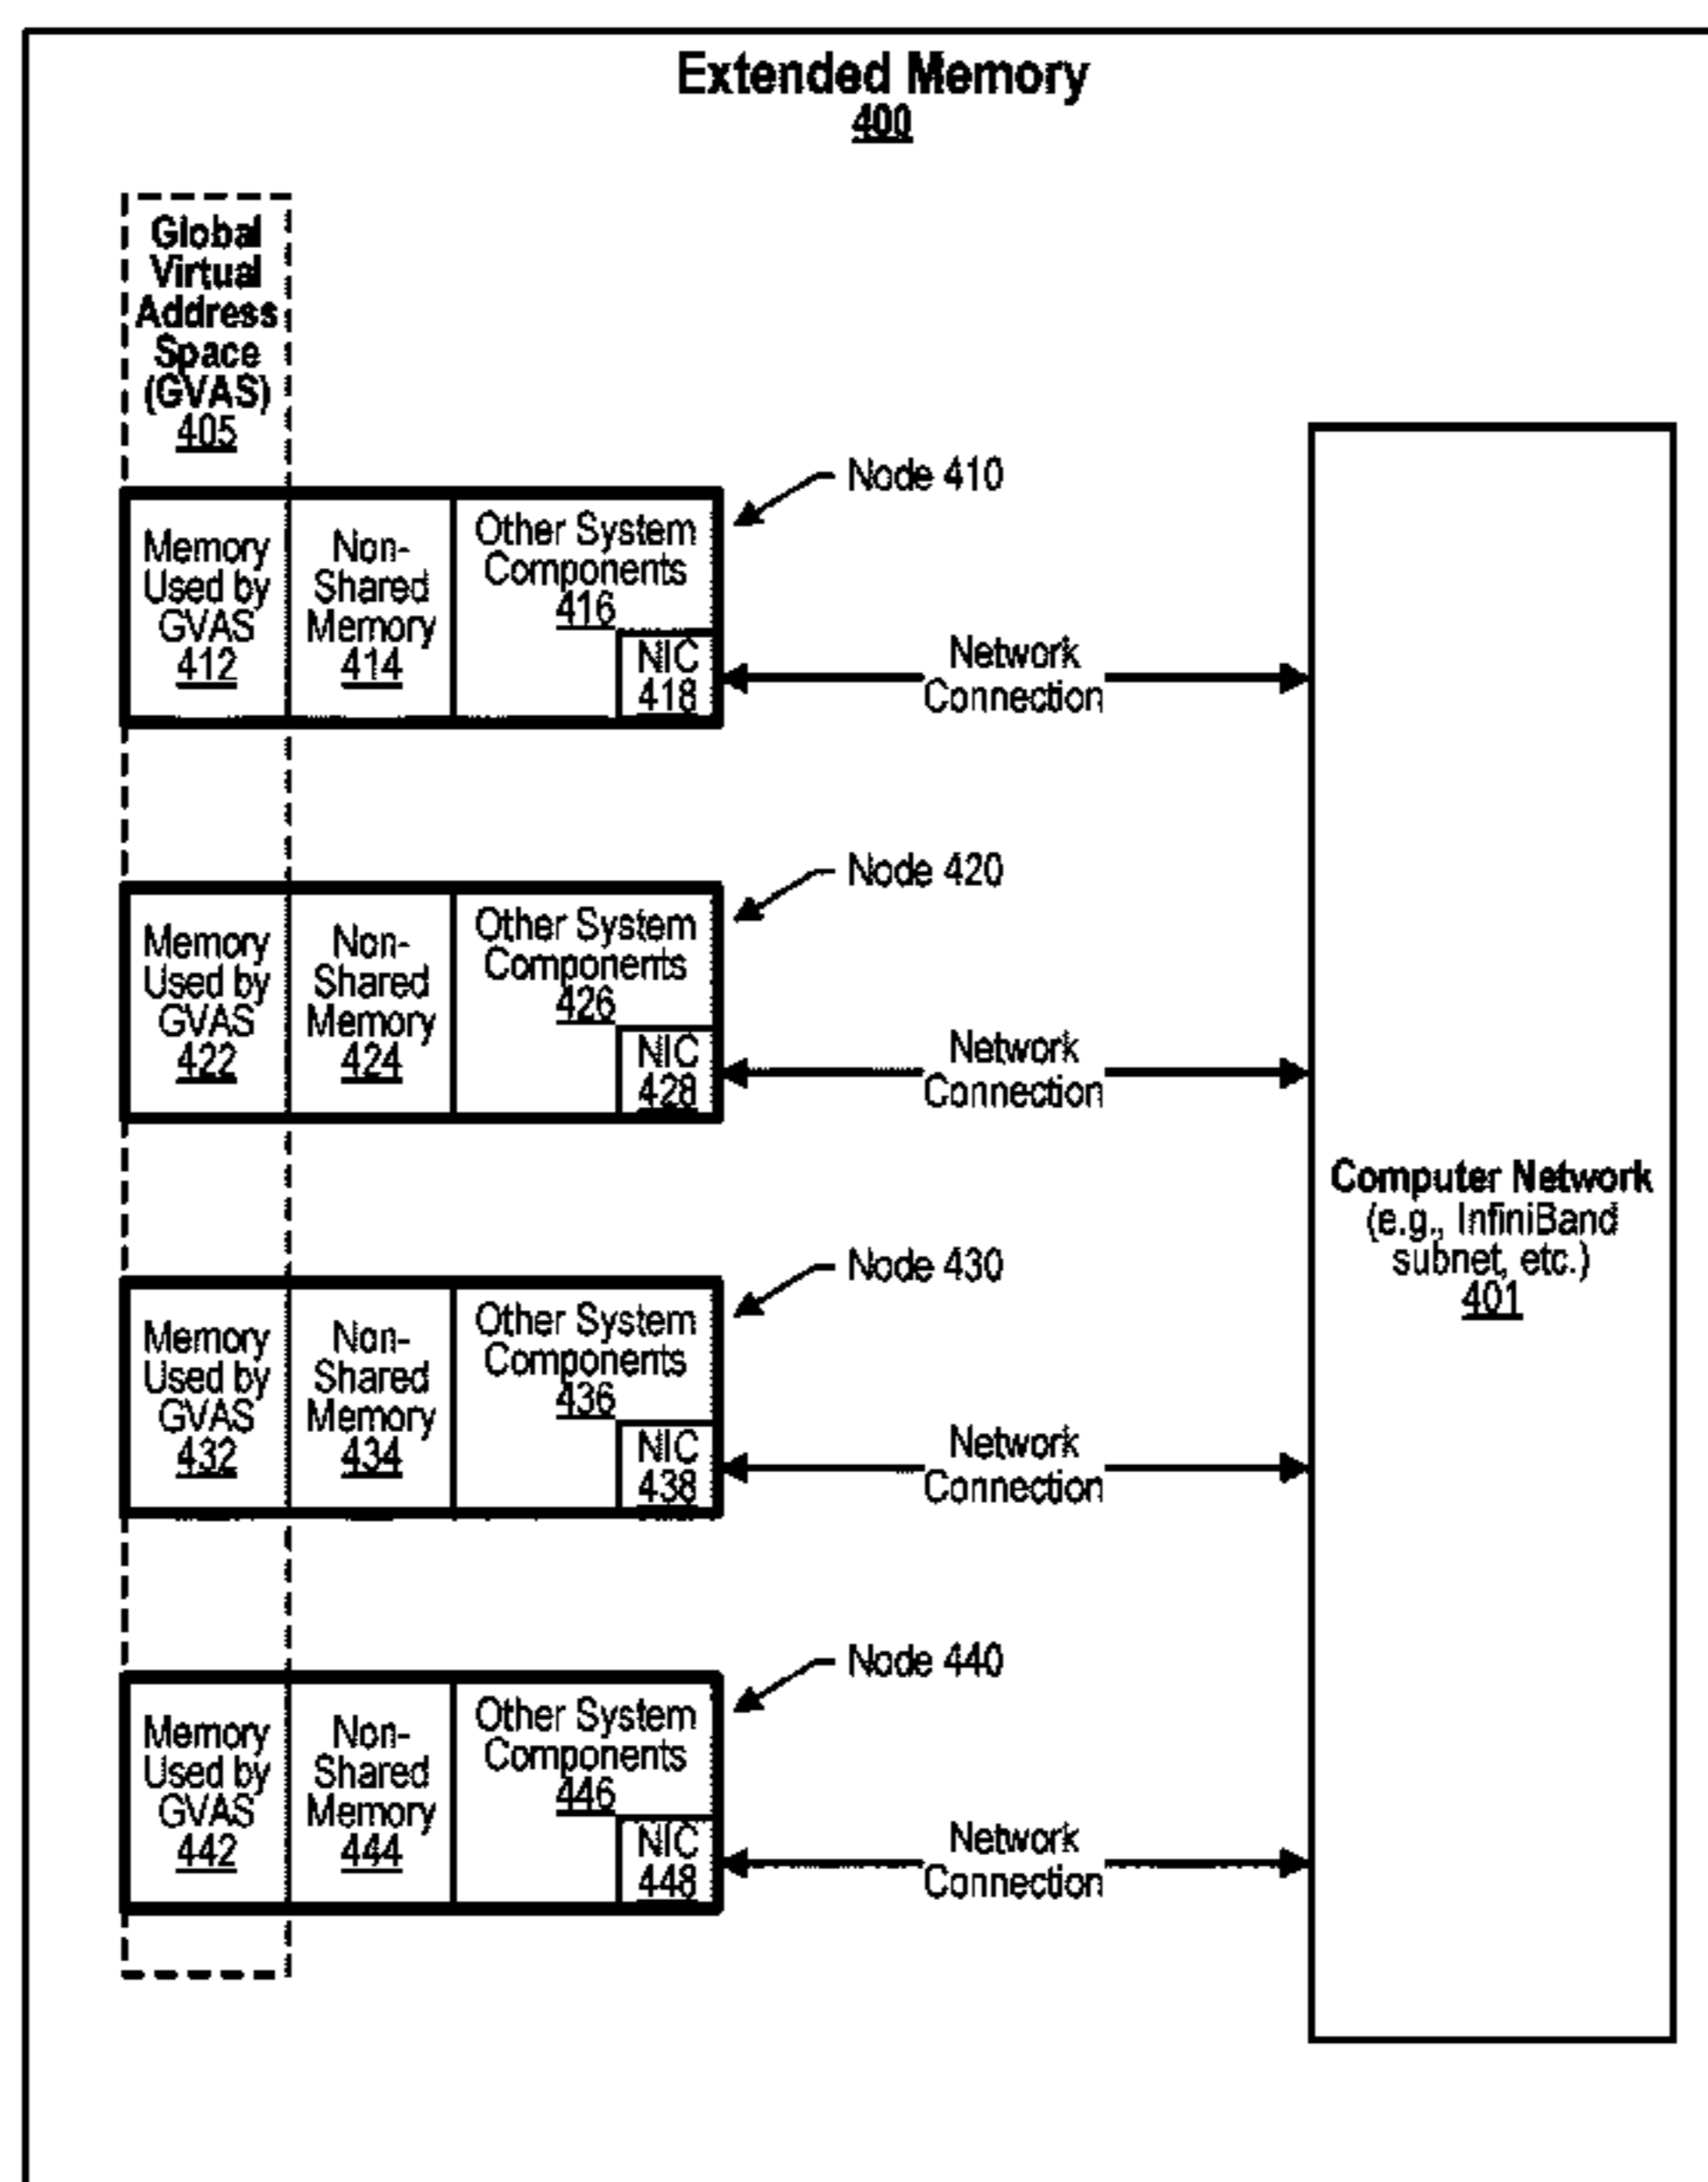 Extended Memory
400
Global
Virtual
Address
Space
(GVAS)
405
Node 410
Memory
Used by
GVAS
412
Non-
Shared
Memory
414
Other System
Components
416
NIC
418
Network
Connection
Node 420
Memory
Used by
GVAS
422
Non-
Shared
Memory
424
Other System
Components
426
NIC
428
Network
Connection
Computer Network
(e.g., InfiniBand
subnet, etc.)
401
Node 430
Memory
Used by
GVAS
432
Non-
Shared
Memory
434
Other System
Components
436
NIC
438
Network
Connection
Node 440
Memory
Used by
GVAS
442
Non-
Shared
Memory
444
Other System
Components
446
NIC
448
Network
Connection